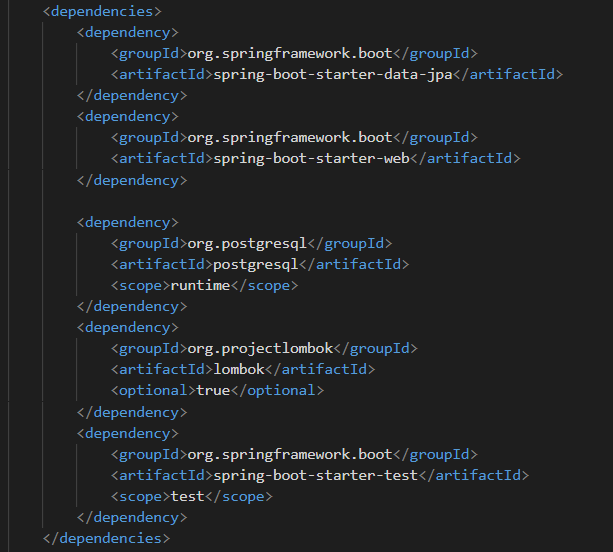 <dependencies>
<dependency>
<groupId>org.springframework.boot</groupId>
<artifactId>spring-boot-starter-data-jpa</artifactId>
</dependency>
<dependency>
<groupId>org.springframework.boot</groupId>
<artifactId>spring-boot-starter-web</artifactId>
</dependency>
<dependency>
<groupId>org.postgresql</groupId>
<artifactId>postgresql</artifactId>
<scope>runtime</scope>
</dependency>
<dependency>
<groupId>org.projectlombok</groupId>
<artifactId>lombok</artifactId>
<optional>true</optional>
</dependency>
<dependency>
<groupId>org.springframework.boot</groupId>
<artifactId>spring-boot-starter-test</artifactId>
<scope>test</scope>
</dependency>
</dependencies>